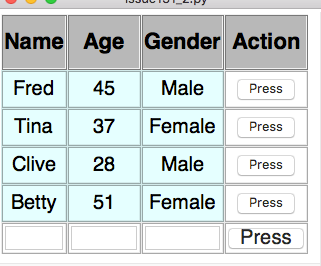 issue151_2.py
Name Age Gender Action
Fred 45 Male Press
Tina 37 Female Press
Clive 28 Male Press
Betty 51 Female Press
Press